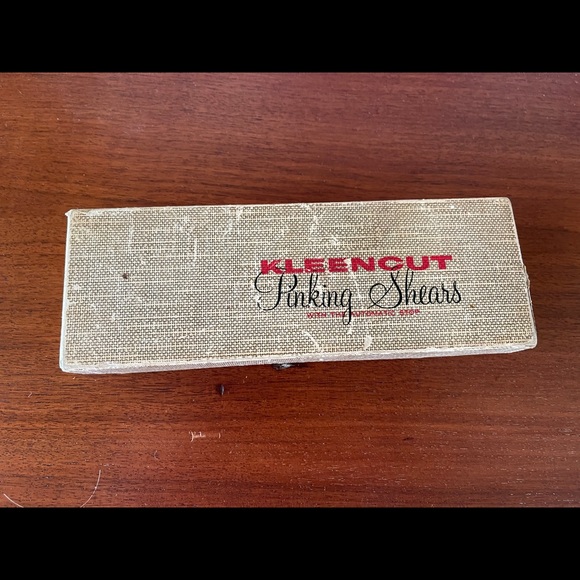 KLEENCUT
Pinking Shears
WITH THE AUTOMATIC STOP